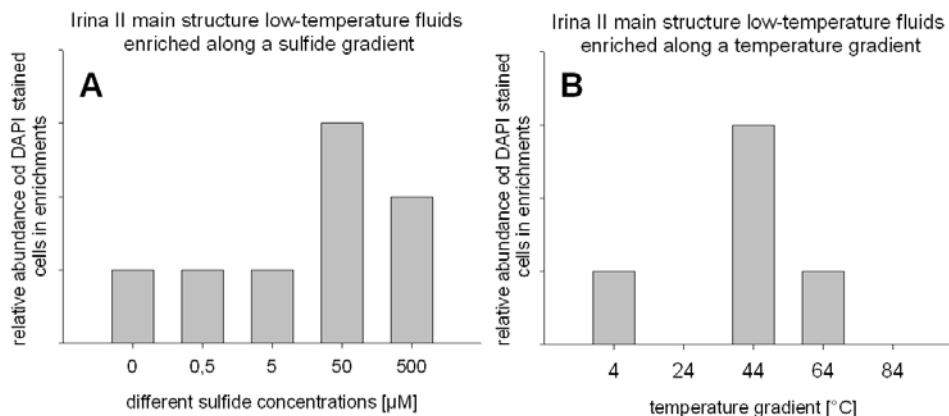 Irina II main structure low-temperature fluids
enriched along a sulfide gradient
A
relative abundance od DAPI stained
cells in enrichments
0 0,5 5 50 500
different sulfide concentrations [µM]
Irina II main structure low-temperature fluids
enriched along a temperature gradient
B
relative abundance od DAPI stained
cells in enrichments
4 24 44 64 84
temperature gradient [°C]